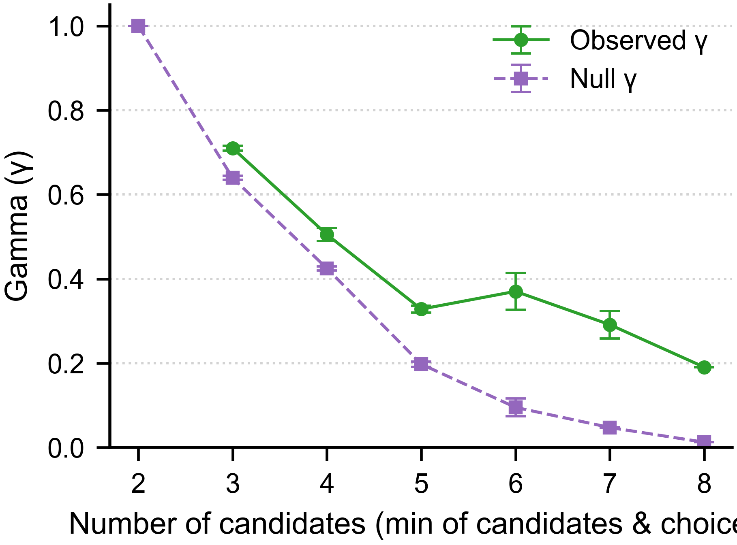 1.0
0.8
0.6
0.4
0.2
0.0
Gamma (γ)
Observed γ
Null γ
2 3 4 5 6 7 8
Number of candidates (min of candidates & choice